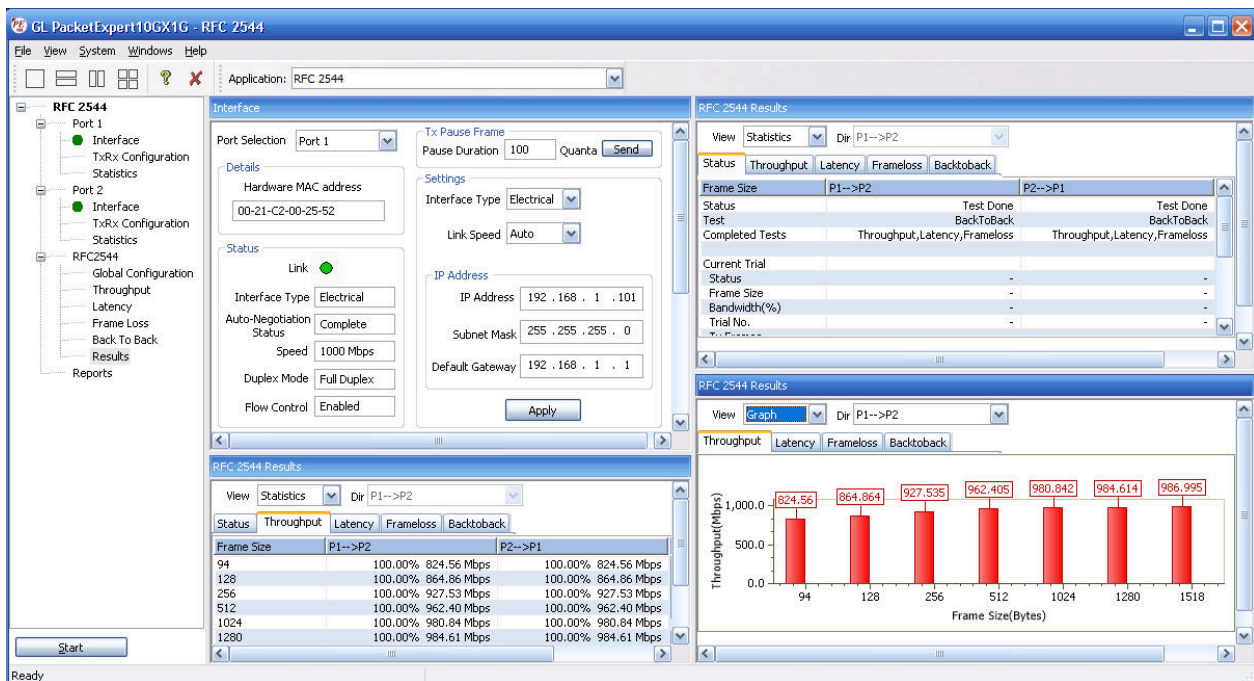 GL PacketExpert10GX1G - RFC 2544
File View System Windows Help
Application: RFC 2544
RFC 2544
Port 1
Interface
TxRx Configuration
Statistics
Port 2
Interface
TxRx Configuration
Statistics
RFC2544
Global Configuration
Throughput
Latency
Frame Loss
Back To Back
Results
Reports
Start
Ready
Interface
Port Selection Port 1
Details
Hardware MAC address
00-21-C2-00-25-52
Status
Link
Interface Type Electrical
Auto-Negotiation Status Complete
Speed 1000 Mbps
Duplex Mode Full Duplex
Flow Control Enabled
Tx Pause Frame
Pause Duration 100 Quanta Send
Settings
Interface Type Electrical
Link Speed Auto
IP Address
IP Address 192 . 168 . 1 . 101
Subnet Mask 255 . 255 . 255 . 0
Default Gateway 192 . 168 . 1 . 1
Apply
RFC 2544 Results
View Statistics Dir P1-->P2
Status Throughput Latency Frameloss Backtoback
Frame Size P1-->P2 P2-->P1
94 100.00% 824.56 Mbps 100.00% 824.56 Mbps
128 100.00% 864.86 Mbps 100.00% 864.86 Mbps
256 100.00% 927.53 Mbps 100.00% 927.53 Mbps
512 100.00% 962.40 Mbps 100.00% 962.40 Mbps
1024 100.00% 980.84 Mbps 100.00% 980.84 Mbps
1280 100.00% 984.61 Mbps 100.00% 984.61 Mbps
RFC 2544 Results
View Statistics Dir P1-->P2
Status Throughput Latency Frameloss Backtoback
Frame Size P1-->P2 P2-->P1
Status Test Done Test Done
Test BackToBack BackToBack
Completed Tests Throughput,Latency,Frameloss Throughput,Latency,Frameloss
Current Trial
Status - -
Frame Size - -
Bandwidth(%) - -
Trial No. - -
RFC 2544 Results
View Graph Dir P1-->P2
Throughput Latency Frameloss Backtoback
Throughput(Mbps)
824.56 864.864 927.535 962.405 980.842 984.614 986.995
1,000.0
500.0
0.0
94 128 256 512 1024 1280 1518
Frame Size(Bytes)